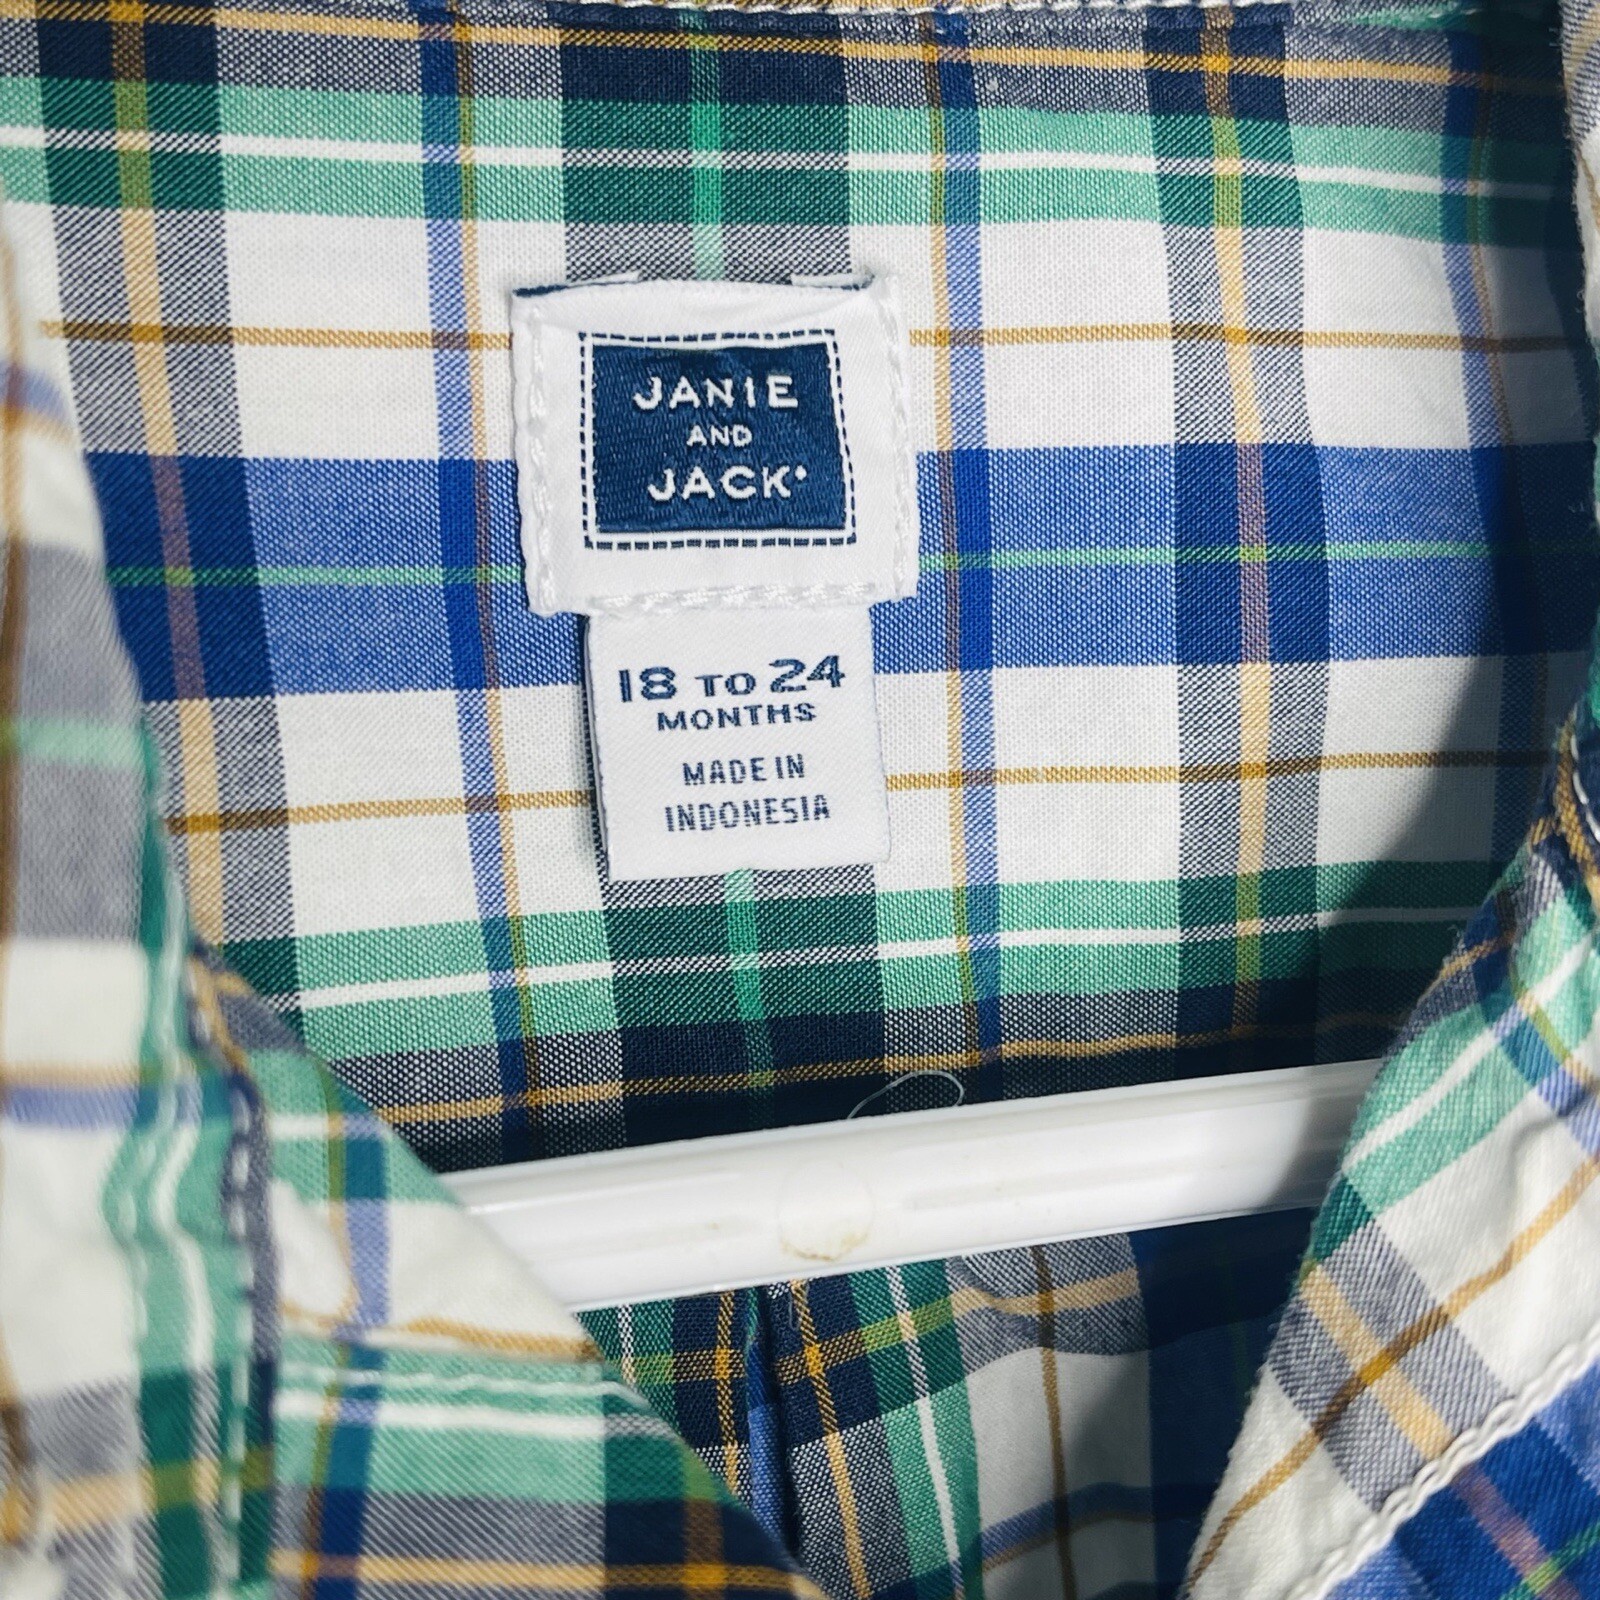 JANIE
AND
JACK
18 TO 24
MONTHS
MADE IN
INDONESIA